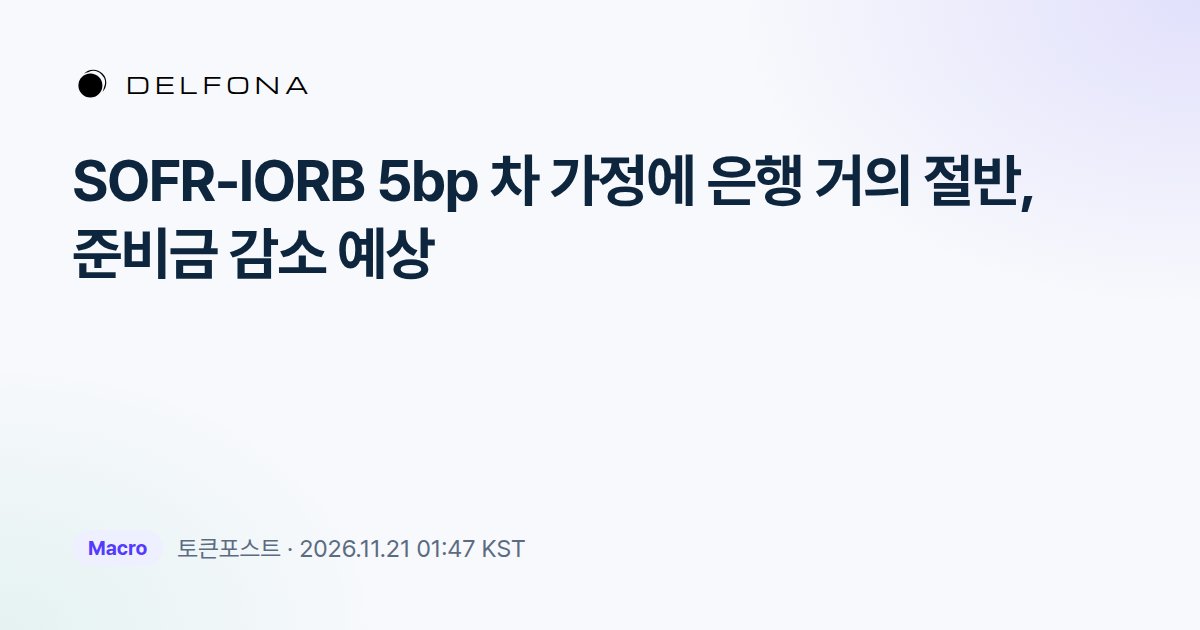 DELFONA
SOFR-IORB 5bp 차 가정에 은행 거의 절반,
준비금 감소 예상
Macro 토큰포스트 · 2026.11.21 01:47 KST